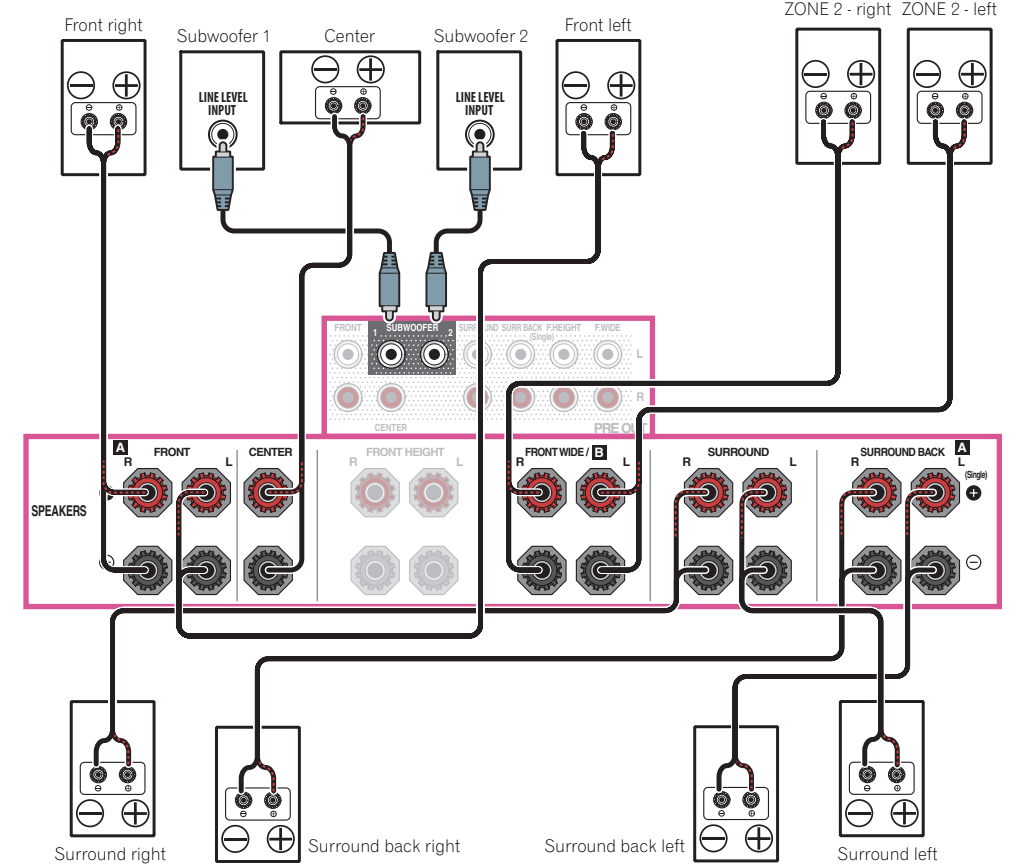 ZONE 2 - right ZONE 2 - left
Front right
Subwoofer 1
Center
Subwoofer 2
Front left
LINE LEVEL
INPUT
LINE LEVEL
INPUT
FRONT
1 SUBWOOFER 2
SURROUND
SURR BACK
(Single)
F.HEIGHT
F.WIDE
L
R
CENTER
PRE OUT
SPEAKERS
A
R FRONT L
CENTER
FRONT HEIGHT
R L
FRONT WIDE / B
R L
SURROUND
R L
SURROUND BACK A
R L
(Single)
Surround right
Surround back right
Surround back left
Surround left